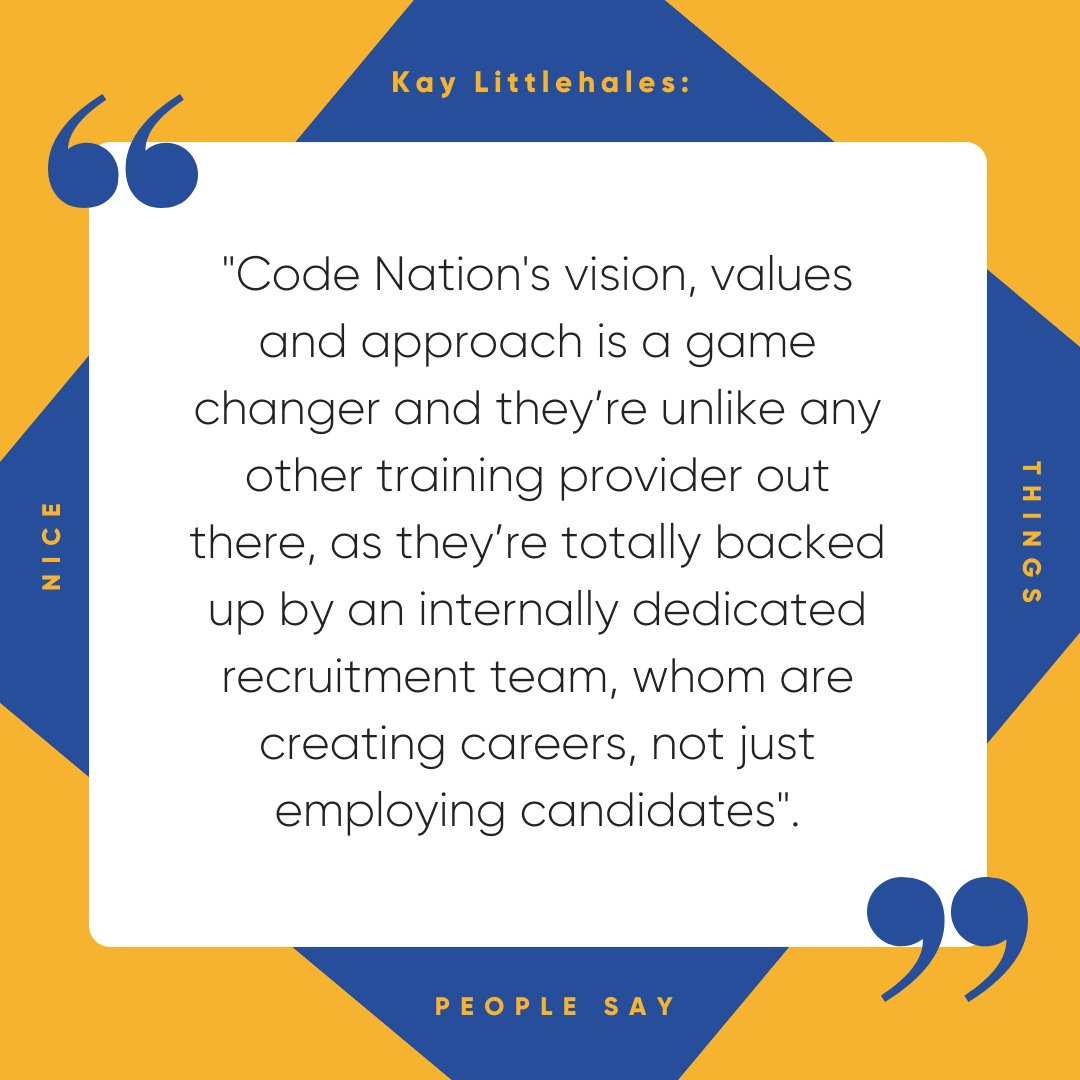 Kay Littlehales:
"Code Nation's vision, values
and approach is a game
changer and they’re unlike any
other training provider out
there, as they’re totally backed
up by an internally dedicated
recruitment team, whom are
creating careers, not just
employing candidates".
NICE
THINGS
PEOPLE SAY